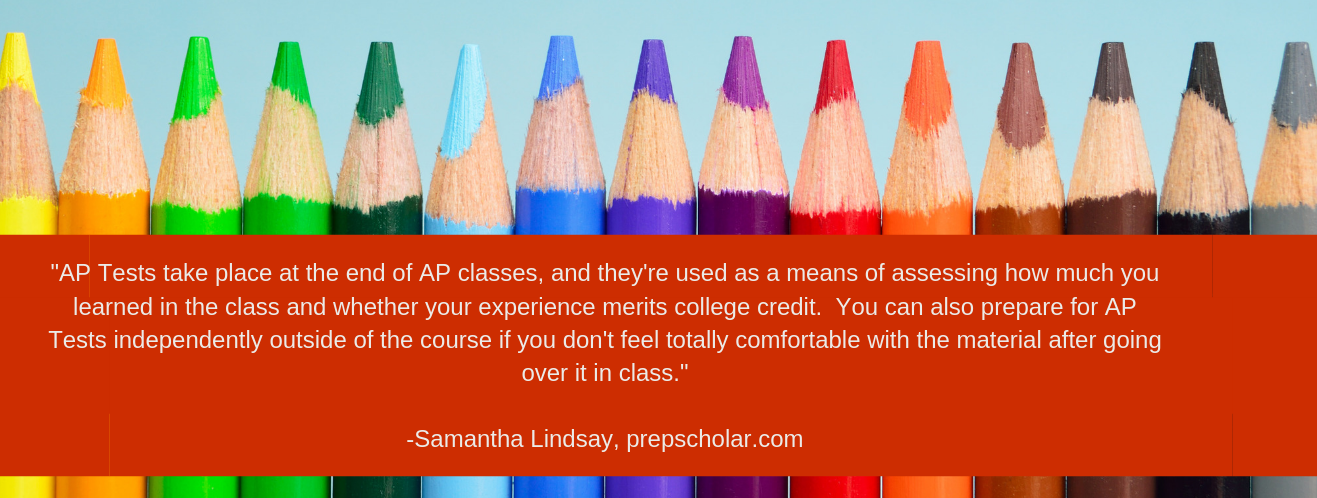 "AP Tests take place at the end of AP classes, and they're used as a means of assessing how much you
learned in the class and whether your experience merits college credit.  You can also prepare for AP
Tests independently outside of the course if you don't feel totally comfortable with the material after going
over it in class."
-Samantha Lindsay, prepscholar.com